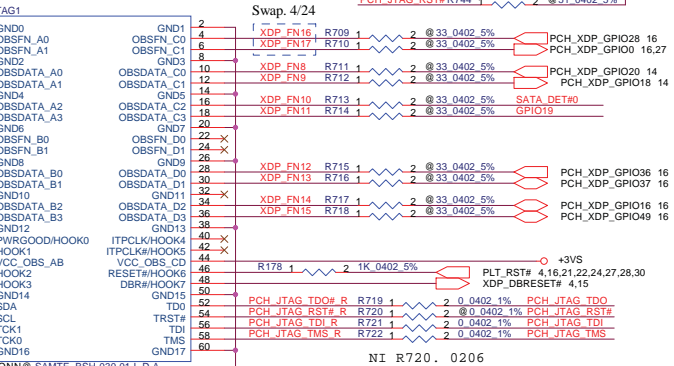 PCH_JTAG_RST# R744 1 2 @51_0402_5%
JTAG1
Swap. 4/24
GND0 GND1 2
OBSFN_A0 OBSFN_C0 4 XDP_FN16 R709 1 2 @33_0402_5% PCH_XDP_GPIO28 16
OBSFN_A1 OBSFN_C1 6 XDP_FN17 R710 1 2 @33_0402_5% PCH_XDP_GPIO0 16,27
GND2 GND3 8
OBSDATA_A0 OBSDATA_C0 10 XDP_FN8 R711 1 2 @33_0402_5% PCH_XDP_GPIO20 14
OBSDATA_A1 OBSDATA_C1 12 XDP_FN9 R712 1 2 @33_0402_5% PCH_XDP_GPIO18 14
GND4 GND5 14
OBSDATA_A2 OBSDATA_C2 16 XDP_FN10 R713 1 2 @33_0402_5% SATA_DET#0
OBSDATA_A3 OBSDATA_C3 18 XDP_FN11 R714 1 2 @33_0402_5% GPIO19
GND6 GND7 20
OBSFN_B0 OBSFN_D0 22
OBSFN_B1 OBSFN_D1 24
GND8 GND9 26
OBSDATA_B0 OBSDATA_D0 28 XDP_FN12 R715 1 2 @33_0402_5% PCH_XDP_GPIO36 16
OBSDATA_B1 OBSDATA_D1 30 XDP_FN13 R716 1 2 @33_0402_5% PCH_XDP_GPIO37 16
GND10 GND11 32
OBSDATA_B2 OBSDATA_D2 34 XDP_FN14 R717 1 2 @33_0402_5% PCH_XDP_GPIO16 16
OBSDATA_B3 OBSDATA_D3 36 XDP_FN15 R718 1 2 @33_0402_5% PCH_XDP_GPIO49 16
GND12 GND13 38
PWRGOOD/HOOK0 ITPCLK/HOOK4 40
HOOK1 ITPCLK#/HOOK5 42
VCC_OBS_AB VCC_OBS_CD 44 +3VS
HOOK2 RESET#/HOOK6 46 R178 1 2 1K_0402_5% PLT_RST# 4,16,21,22,24,27,28,30
HOOK3 DBR#/HOOK7 48 XDP_DBRESET# 4,15
GND14 GND15 50
SDA TD0 52 PCH_JTAG_TDO#_R R719 1 2 0_0402_1% PCH_JTAG_TDO
SCL TRST# 54 PCH_JTAG_RST#_R R720 1 2 @0_0402_1% PCH_JTAG_RST#
TCK1 TDI 56 PCH_JTAG_TDI_R R721 1 2 0_0402_1% PCH_JTAG_TDI
TCK0 TMS 58 PCH_JTAG_TMS_R R722 1 2 0_0402_1% PCH_JTAG_TMS
GND16 GND17 60
NI R720. 0206